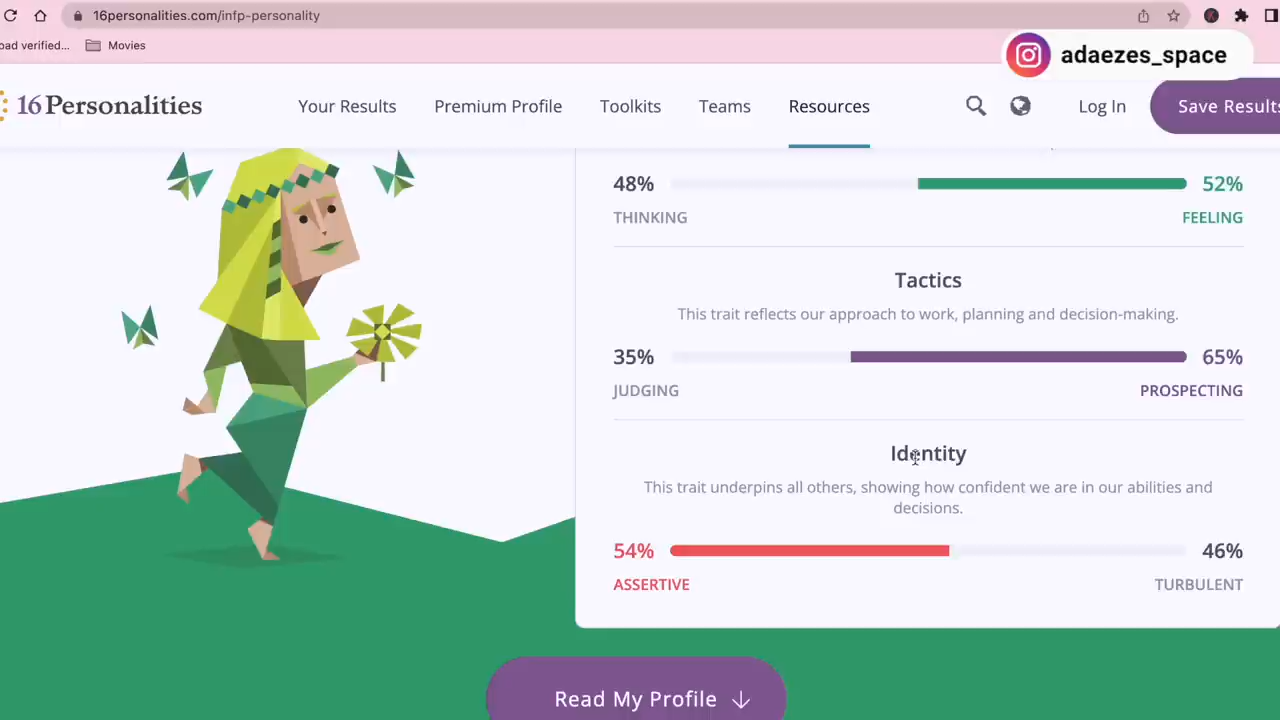 16personalities.com/infp-personality
oad verified...
Movies
adaezes_space
16Personalities
Your Results
Premium Profile
Toolkits
Teams
Resources
Log In
Save Results
48%
52%
THINKING
FEELING
Tactics
This trait reflects our approach to work, planning and decision-making.
35%
65%
JUDGING
PROSPECTING
Identity
This trait underpins all others, showing how confident we are in our abilities and
decisions.
54%
46%
ASSERTIVE
TURBULENT
Read My Profile